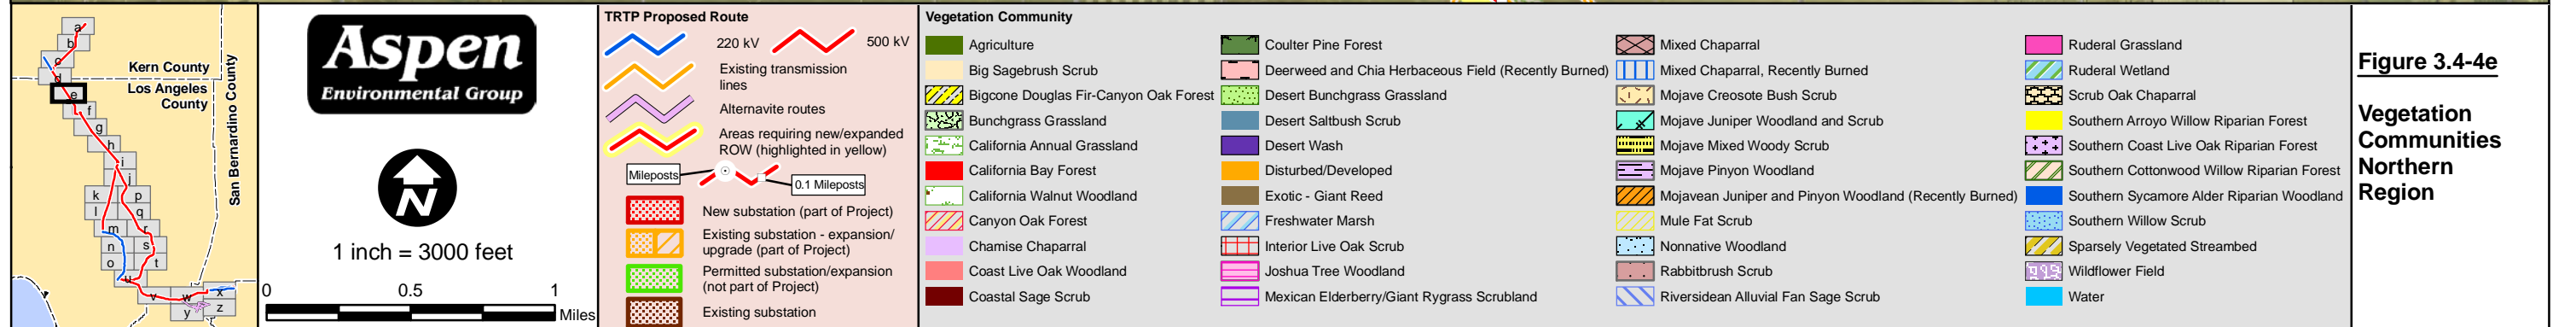 a
b
c
d
e
f
g
h
i
j
k
p
l
q
m
r
n
s
o
t
u
v
w
x
y
z
Kern County
Los Angeles
County
San Bernardino County
Aspen
Environmental Group
N
1 inch = 3000 feet
0 0.5 1
Miles
TRTP Proposed Route
220 kV
500 kV
Existing transmission
lines
Alternavite routes
Areas requiring new/expanded
ROW (highlighted in yellow)
Mileposts
0.1 Mileposts
New substation (part of Project)
Existing substation - expansion/
upgrade (part of Project)
Permitted substation/expansion
(not part of Project)
Existing substation
Vegetation Community
Agriculture
Big Sagebrush Scrub
Bigcone Douglas Fir-Canyon Oak Forest
Bunchgrass Grassland
California Annual Grassland
California Bay Forest
California Walnut Woodland
Canyon Oak Forest
Chamise Chaparral
Coast Live Oak Woodland
Coastal Sage Scrub
Coulter Pine Forest
Deerweed and Chia Herbaceous Field (Recently Burned)
Desert Bunchgrass Grassland
Desert Saltbush Scrub
Desert Wash
Disturbed/Developed
Exotic - Giant Reed
Freshwater Marsh
Interior Live Oak Scrub
Joshua Tree Woodland
Mexican Elderberry/Giant Rygrass Scrubland
Mixed Chaparral
Mixed Chaparral, Recently Burned
Mojave Creosote Bush Scrub
Mojave Juniper Woodland and Scrub
Mojave Mixed Woody Scrub
Mojave Pinyon Woodland
Mojavean Juniper and Pinyon Woodland (Recently Burned)
Mule Fat Scrub
Nonnative Woodland
Rabbitbrush Scrub
Riversidean Alluvial Fan Sage Scrub
Ruderal Grassland
Ruderal Wetland
Scrub Oak Chaparral
Southern Arroyo Willow Riparian Forest
Southern Coast Live Oak Riparian Forest
Southern Cottonwood Willow Riparian Forest
Southern Sycamore Alder Riparian Woodland
Southern Willow Scrub
Sparsely Vegetated Streambed
Wildflower Field
Water
Figure 3.4-4e
Vegetation
Communities
Northern
Region